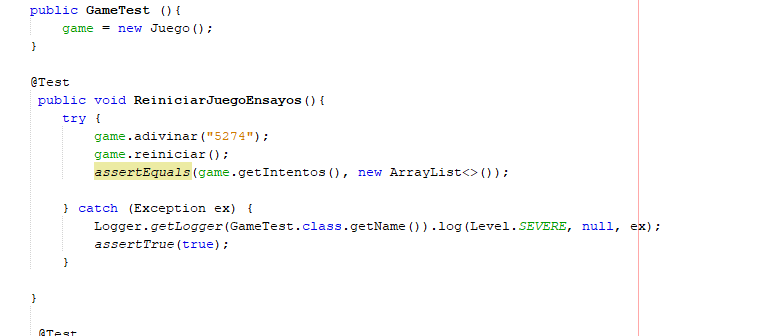 public GameTest (){
game = new Juego();
}
@Test
public void ReiniciarJuegoEnsayos(){
try {
game.adivinar("5274");
game.reiniciar();
assertEquals(game.getIntentos(), new ArrayList<>());
} catch (Exception ex) {
Logger.getLogger(GameTest.class.getName()).log(Level.SEVERE, null, ex);
assertTrue(true);
}
}
@Test